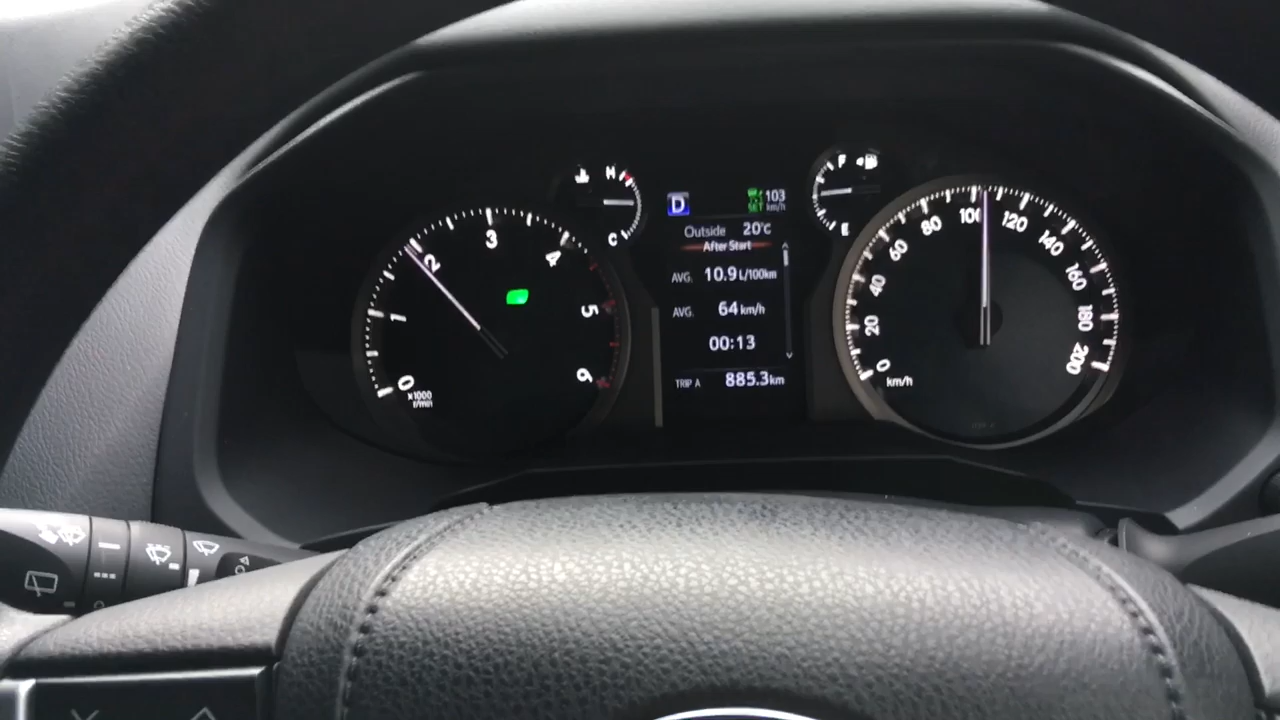 H
C
0
1
2
3
4
5
6
x1000
r/min
D
SET
103
km/h
Outside 20°C
After Start
AVG. 10.9 L/100km
AVG. 64 km/h
00:13
TRIP A 885.3 km
F
E
0
20
40
60
80
100
120
140
160
180
200
km/h